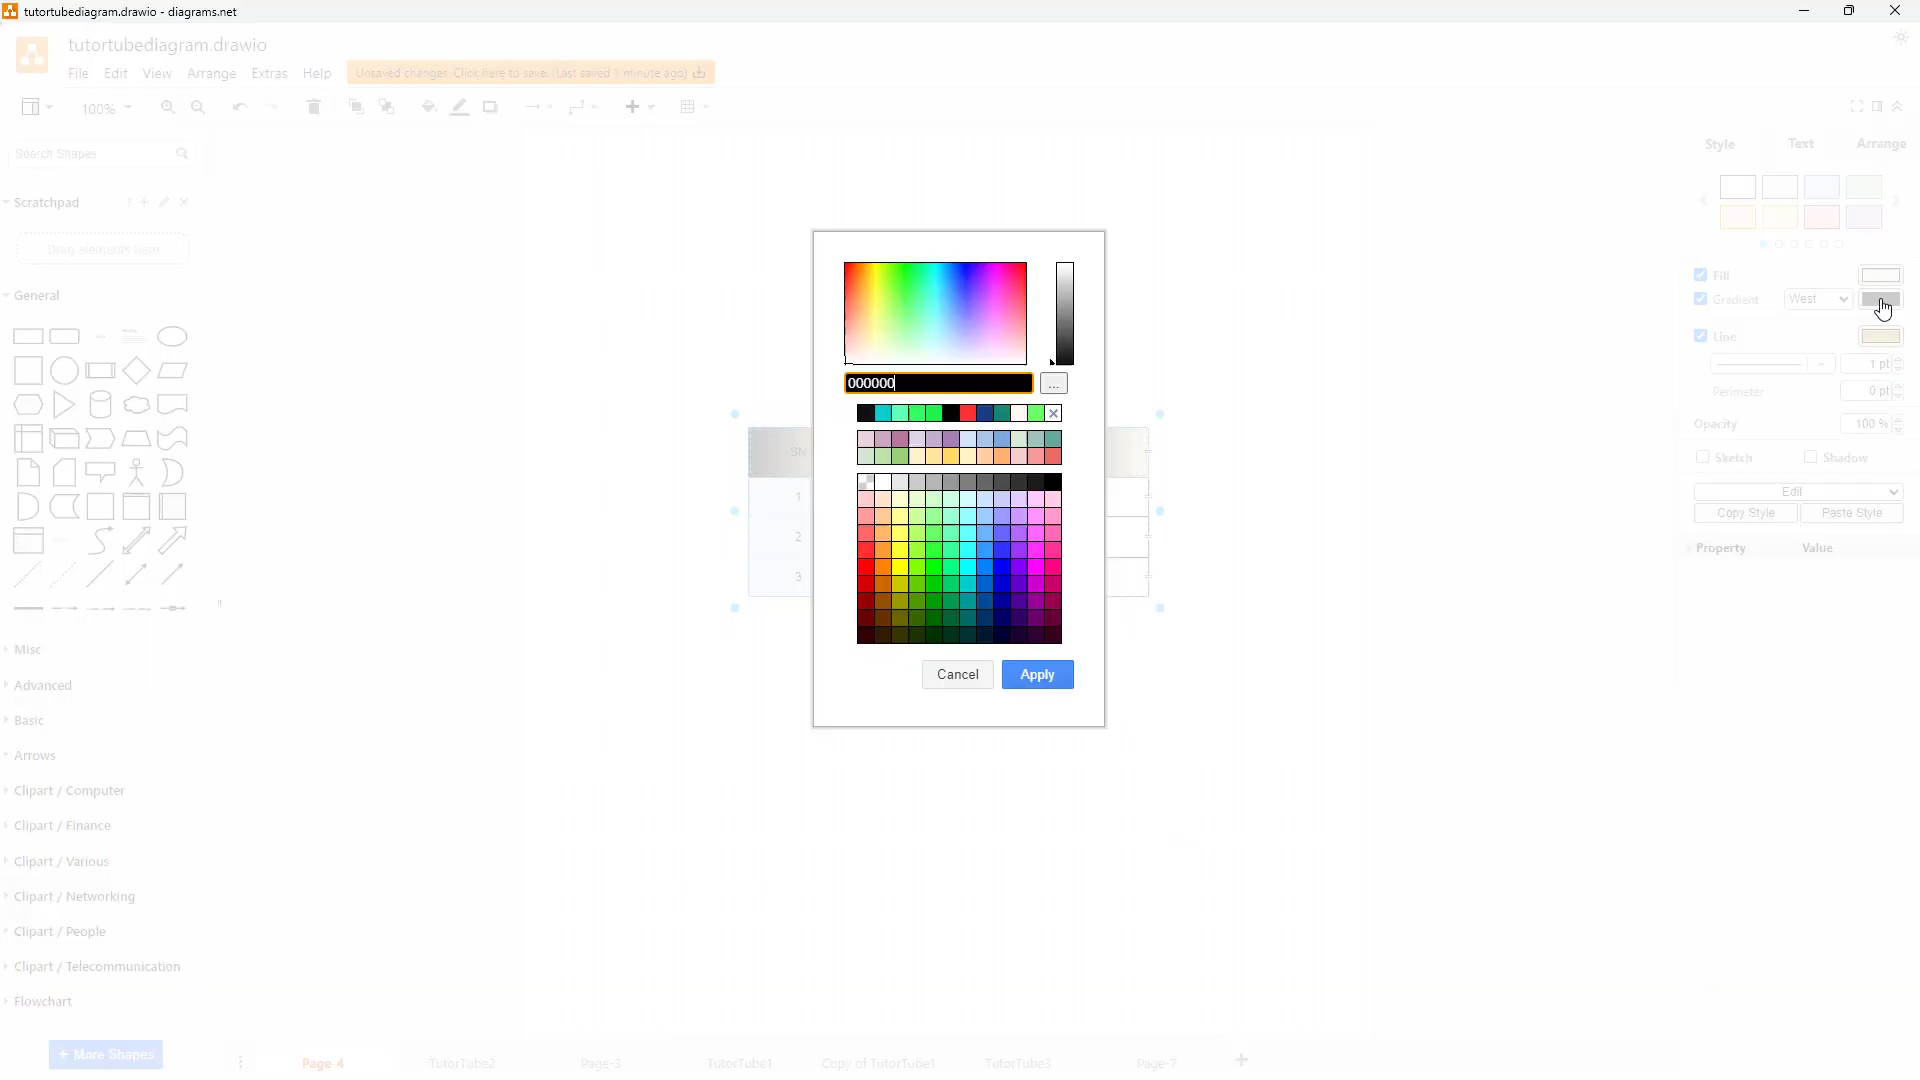 tutortubediagram.drawio - diagrams.net
tutortubediagram.drawio
File Edit View Arrange Extras Help
Unsaved changes. Click here to save. (Last saved 1 minute ago)
100%
Search Shapes
Style Text Arrange
Scratchpad
Drag elements here
Fill
General
Gradient West
000000 ...
Line
1 pt
Perimeter 0 pt
Opacity 100 %
SN
Sketch Shadow
1
Edit
2
Copy Style Paste Style
Property Value
3
Misc
Cancel Apply
Advanced
Basic
Arrows
Clipart / Computer
Clipart / Finance
Clipart / Various
Clipart / Networking
Clipart / People
Clipart / Telecommunication
Flowchart
+ More Shapes
Page-4 TutorTube2 Page-3 TutorTube1 Copy of TutorTube1 TutorTube3 Page-7